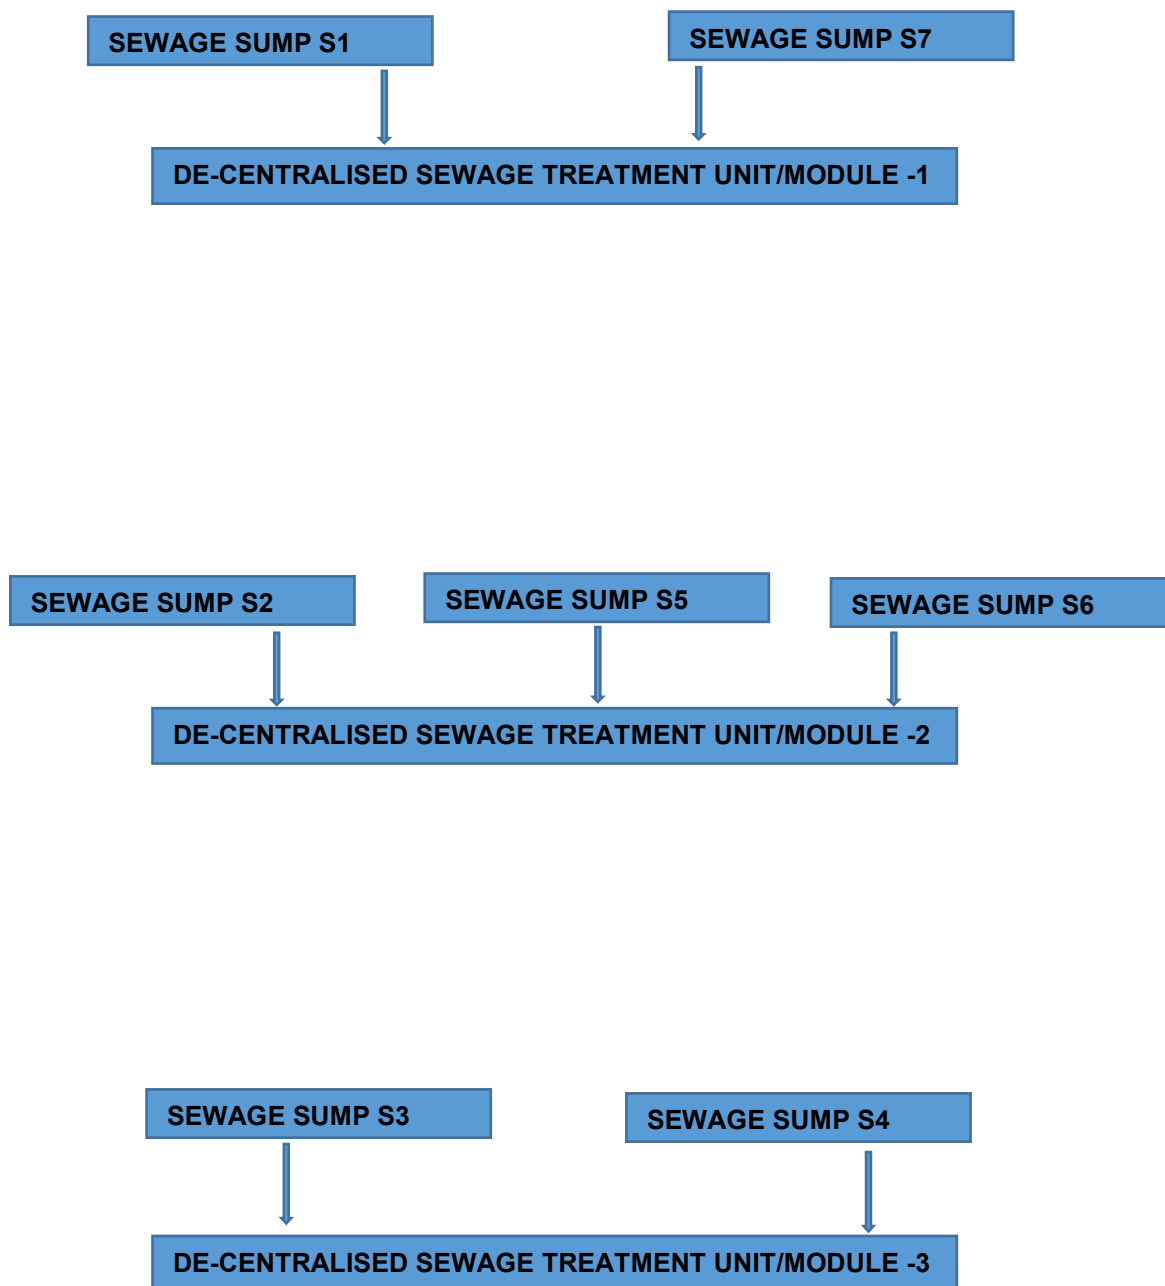 SEWAGE SUMP S1
SEWAGE SUMP S7
DE-CENTRALISED SEWAGE TREATMENT UNIT/MODULE -1
SEWAGE SUMP S2
SEWAGE SUMP S5
SEWAGE SUMP S6
DE-CENTRALISED SEWAGE TREATMENT UNIT/MODULE -2
SEWAGE SUMP S3
SEWAGE SUMP S4
DE-CENTRALISED SEWAGE TREATMENT UNIT/MODULE -3